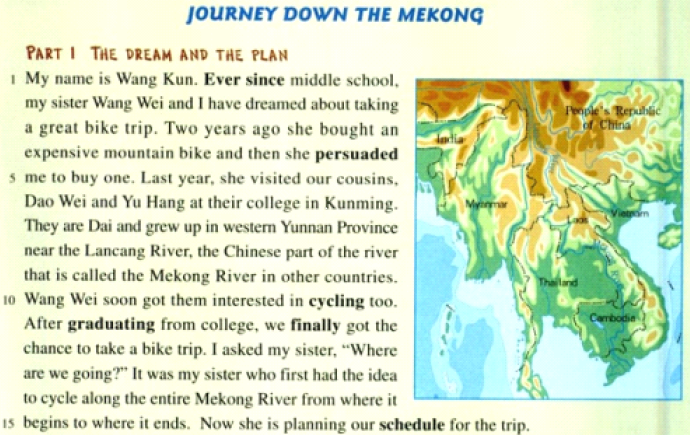 JOURNEY DOWN THE MEKONG
PART 1 THE DREAM AND THE PLAN
1 My name is Wang Kun. Ever since middle school,
my sister Wang Wei and I have dreamed about taking
a great bike trip. Two years ago she bought an
expensive mountain bike and then she persuaded
5 me to buy one. Last year, she visited our cousins,
Dao Wei and Yu Hang at their college in Kunming.
They are Dai and grew up in western Yunnan Province
near the Lancang River, the Chinese part of the river
that is called the Mekong River in other countries.
10 Wang Wei soon got them interested in cycling too.
After graduating from college, we finally got the
chance to take a bike trip. I asked my sister, “Where
are we going?” It was my sister who first had the idea
to cycle along the entire Mekong River from where it
15 begins to where it ends. Now she is planning our schedule for the trip.
People's Republic
of China
India
Myanmar
Laos
Vietnam
Thailand
Cambodia